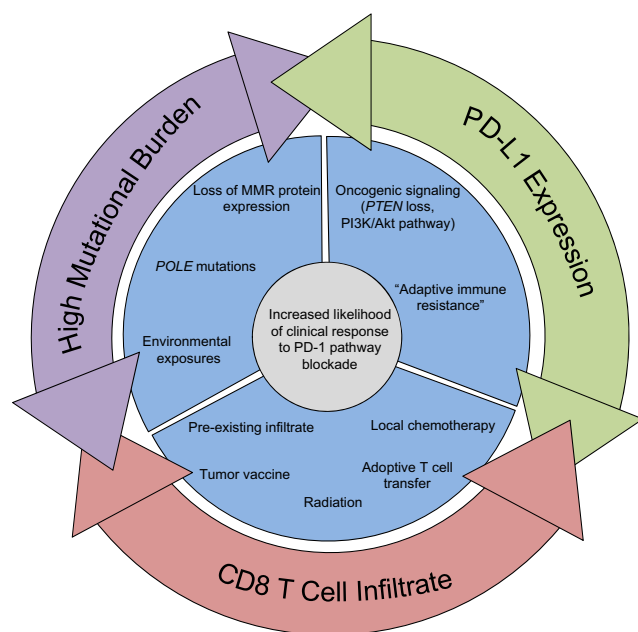 High Mutational Burden
PD-L1 Expression
CD8 T Cell Infiltrate
Loss of MMR protein
expression
POLE mutations
Environmental
exposures
Oncogenic signaling
(PTEN loss,
PI3K/Akt pathway)
“Adaptive immune
resistance”
Increased likelihood
of clinical response
to PD-1 pathway
blockade
Pre-existing infiltrate
Local chemotherapy
Tumor vaccine
Adoptive T cell
transfer
Radiation